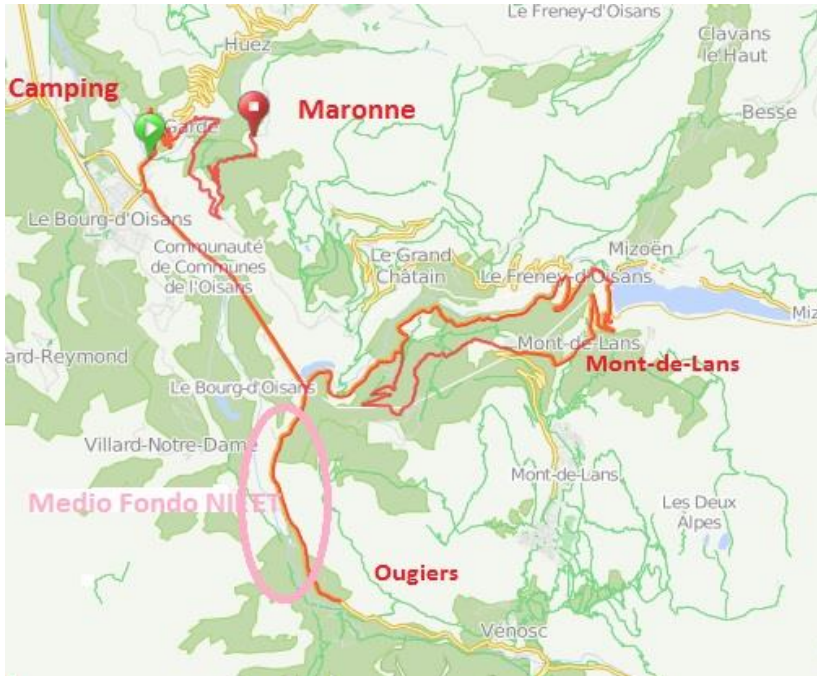 Le Freney-d'Oisans
Huez
Clavans
le Haut
Camping
Maronne
Garde
Besse
Le Bourg-d'Oisans
Communauté
de Communes
de l'Oisans
Mizoën
Le Grand
Châtain
Le Freney-d'Oisans
Miz
ard-Reymond
Mont-de-Lans
Mont-de-Lans
Le Bourg-d'Oisans
Villard-Notre-Dame
Mont-de-Lans
Medio Fondo NIET
Les Deux
Alpes
Ougiers
Vénosc